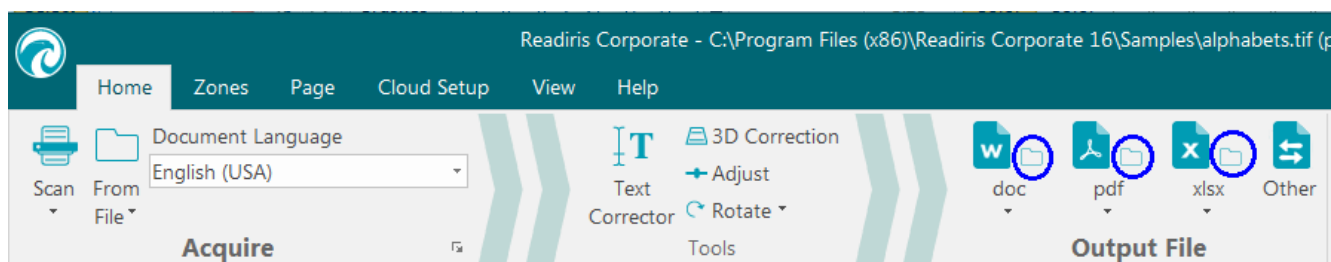 Readiris Corporate - C:\Program Files (x86)\Readiris Corporate 16\Samples\alphabets.tif (p
Home Zones Page Cloud Setup View Help
Scan
From
File
Document Language
English (USA)
Acquire
T
Text
Corrector
3D Correction
Adjust
Rotate
Tools
w
doc
pdf
x
xlsx
Other
Output File